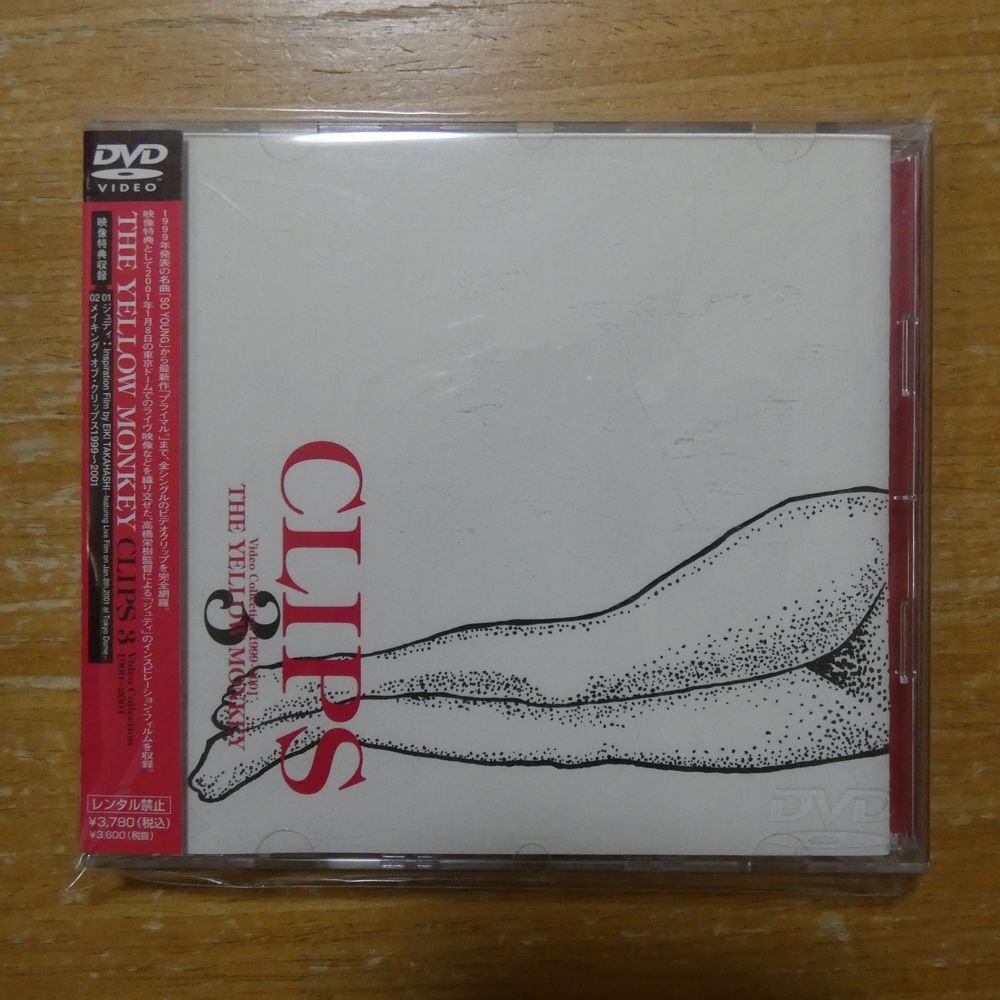 DVD
VIDEO
映像特典収録
01 ジュディ：Inspiration Film by EIKI TAKAHASHI—featuring Live Film on Jan.8th,2001 at Tokyo Dome—
02 メイキング・オブ・クリップス1999〜2001
THE YELLOW MONKEY CLIPS 3 Video Collection 1999〜2001
1999年発表の名曲「SO YOUNG」から最新作「プライマル。」まで、全シングルのビデオクリップを完全網羅。
映像特典として2001年1月8日の東京ドームでのライヴ映像などを織り交ぜた、高橋栄樹監督による「ジュディ」のインスピレーション・フィルムを収録。
レンタル禁止
¥3,780(税込)
¥3,600(税抜)
CLIPS
3
Video Collection 1999〜2001
THE YELLOW MONKEY
DVD